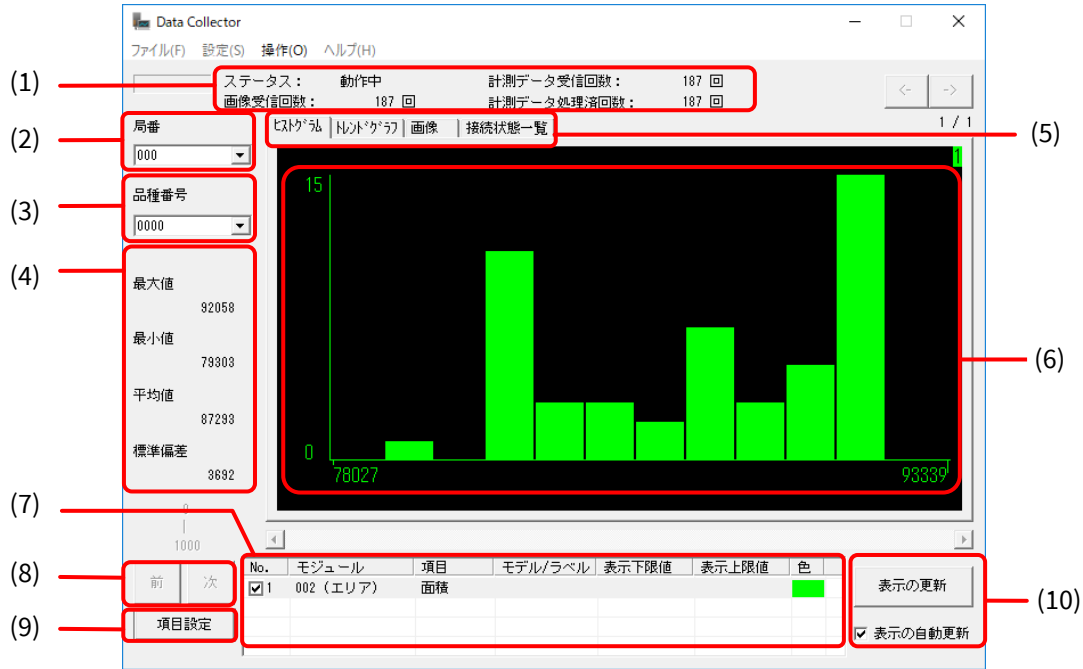 Data Collector
ファイル(F) 設定(S) 操作(O) ヘルプ(H)
(1)
ステータス： 動作中 計測データ受信回数： 187 回
画像受信回数： 187 回 計測データ処理済回数： 187 回
<- ->
1 / 1
(2)
局番
000
ﾋｽﾄｸﾞﾗﾑ ﾄﾚﾝﾄﾞｸﾞﾗﾌ 画像 接続状態一覧
(5)
(3)
品種番号
0000
(4)
最大値
92058
最小値
79303
平均値
87293
標準偏差
3692
1
15
0
78027 93339
(6)
(7)
0
|
1000
(8)
前 次
(9)
項目設定
No. モジュール 項目 モデル/ラベル 表示下限値 表示上限値 色
1 002（エリア） 面積
表示の更新
表示の自動更新
(10)